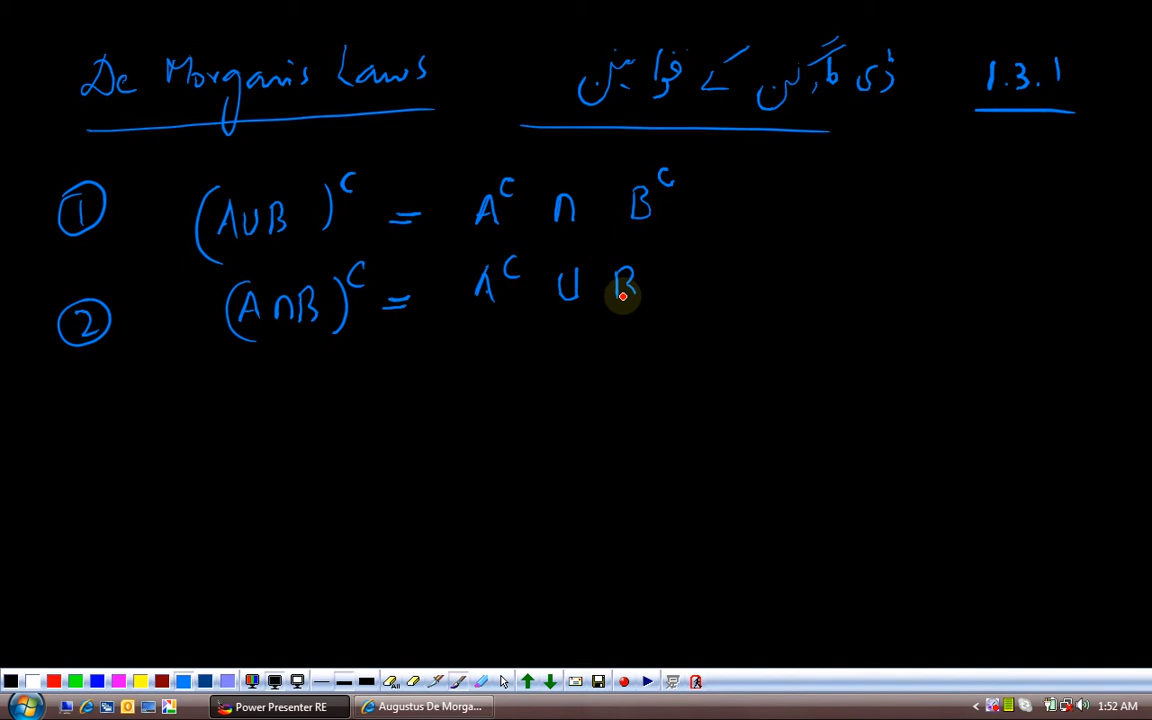 De Morganis Laws ڈی مارگن کے قوانین 1.3.1
① (A∪B)ᶜ = Aᶜ ∩ Bᶜ
② (A∩B)ᶜ = Aᶜ ∪ B
Power Presenter RE Augustus De Morga... 1:52 AM